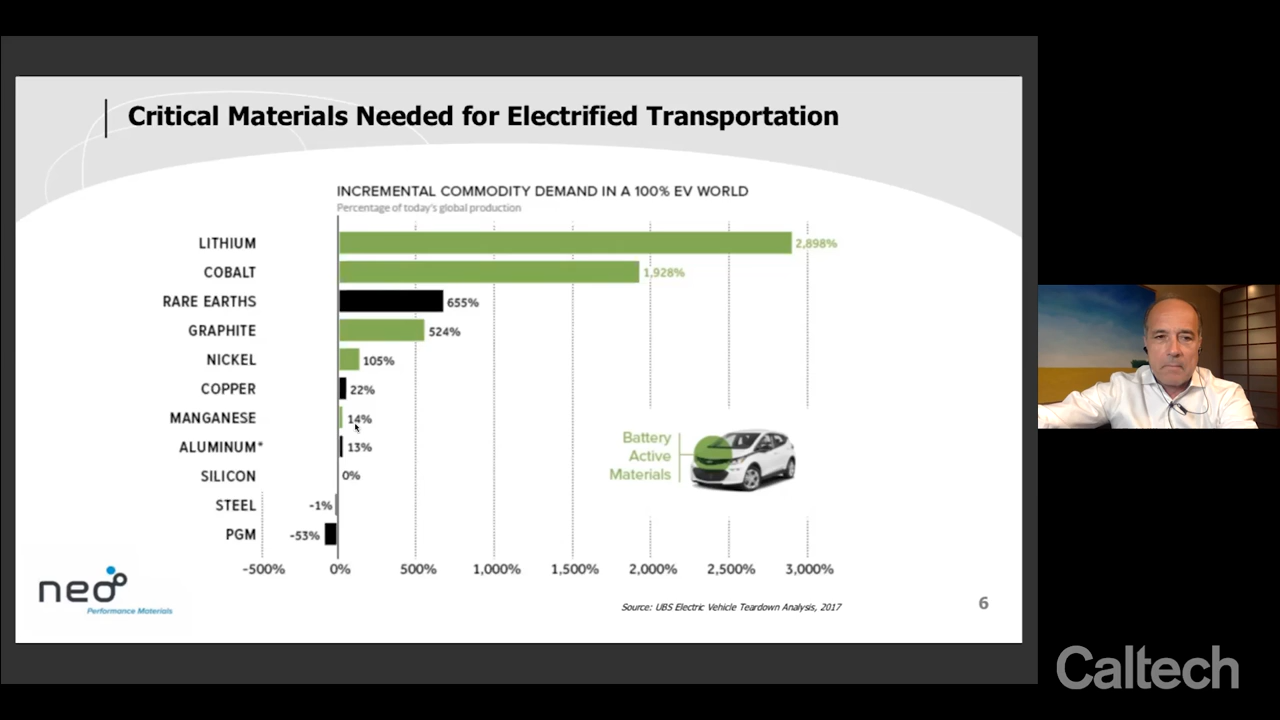 Critical Materials Needed for Electrified Transportation
INCREMENTAL COMMODITY DEMAND IN A 100% EV WORLD
Percentage of today's global production
LITHIUM 2,898%
COBALT 1,928%
RARE EARTHS 655%
GRAPHITE 524%
NICKEL 105%
COPPER 22%
MANGANESE 14%
ALUMINUM* 13%
SILICON 0%
STEEL -1%
PGM -53%
Battery
Active
Materials
-500% 0% 500% 1,000% 1,500% 2,000% 2,500% 3,000%
neo
Performance Materials
Source: UBS Electric Vehicle Teardown Analysis, 2017
6
Caltech